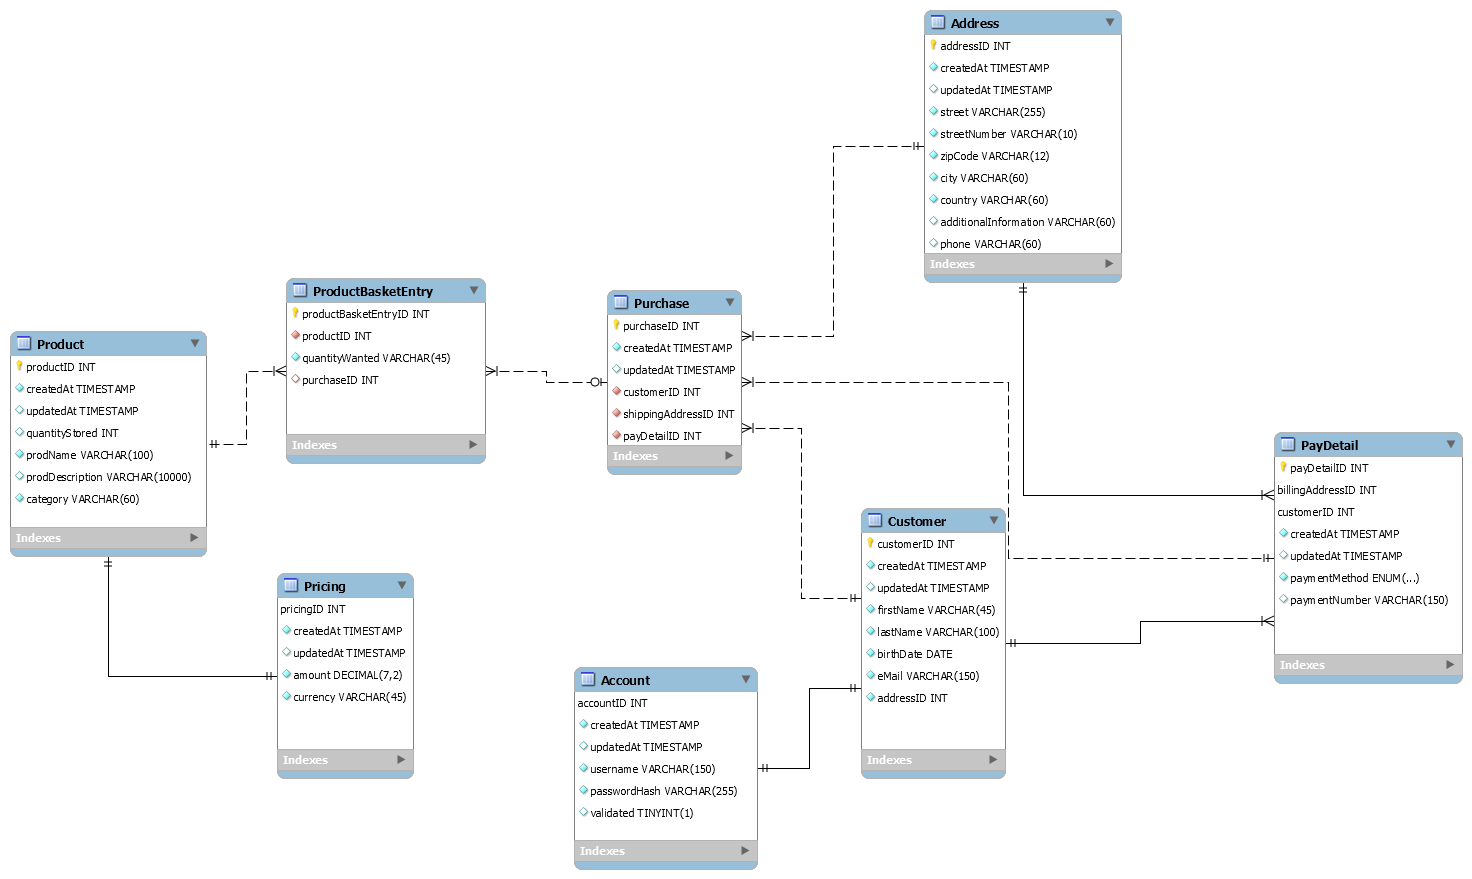 Address
addressID INT
createdAt TIMESTAMP
updatedAt TIMESTAMP
street VARCHAR(255)
streetNumber VARCHAR(10)
zipCode VARCHAR(12)
city VARCHAR(60)
country VARCHAR(60)
additionalInformation VARCHAR(60)
phone VARCHAR(60)
Indexes
ProductBasketEntry
productBasketEntryID INT
productID INT
quantityWanted VARCHAR(45)
purchaseID INT
Indexes
Purchase
purchaseID INT
createdAt TIMESTAMP
updatedAt TIMESTAMP
customerID INT
shippingAddressID INT
payDetailID INT
Indexes
Product
productID INT
createdAt TIMESTAMP
updatedAt TIMESTAMP
quantityStored INT
prodName VARCHAR(100)
prodDescription VARCHAR(10000)
category VARCHAR(60)
Indexes
PayDetail
payDetailID INT
billingAddressID INT
customerID INT
createdAt TIMESTAMP
updatedAt TIMESTAMP
paymentMethod ENUM(...)
paymentNumber VARCHAR(150)
Indexes
Customer
customerID INT
createdAt TIMESTAMP
updatedAt TIMESTAMP
firstName VARCHAR(45)
lastName VARCHAR(100)
birthDate DATE
eMail VARCHAR(150)
addressID INT
Indexes
Pricing
pricingID INT
createdAt TIMESTAMP
updatedAt TIMESTAMP
amount DECIMAL(7,2)
currency VARCHAR(45)
Indexes
Account
accountID INT
createdAt TIMESTAMP
updatedAt TIMESTAMP
username VARCHAR(150)
passwordHash VARCHAR(255)
validated TINYINT(1)
Indexes